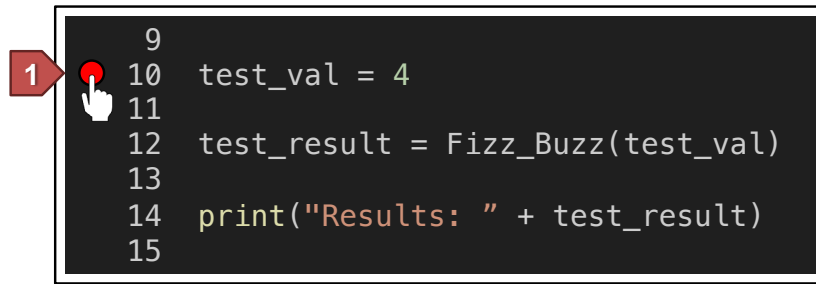 9
1 10 test_val = 4
11
12 test_result = Fizz_Buzz(test_val)
13
14 print("Results: ” + test_result)
15